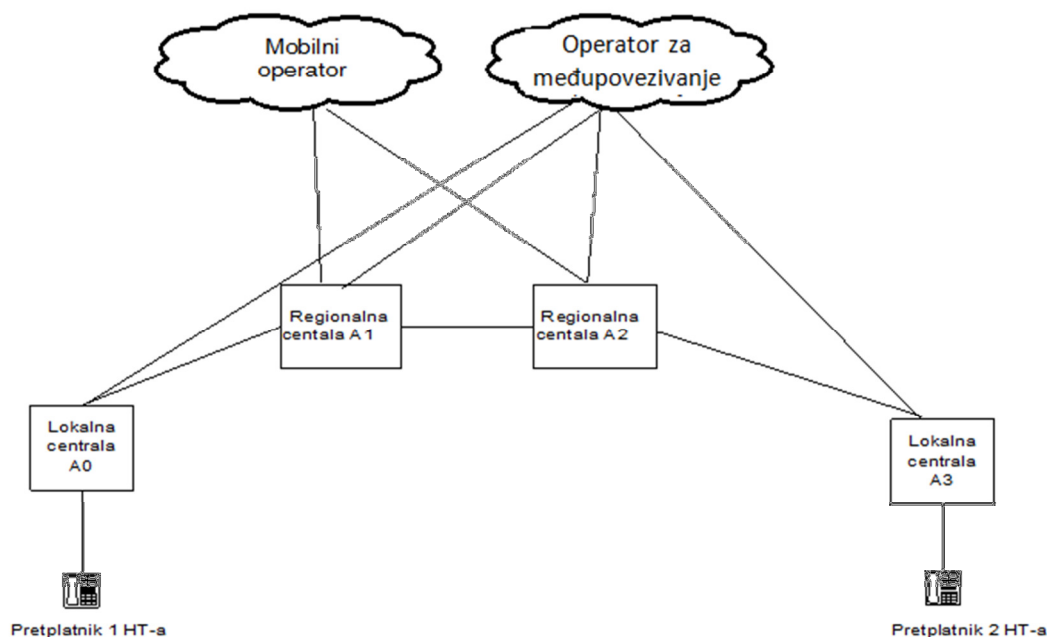 Mobilni
operator
Operator za
međupovezivanje
Regionalna
centala A1
Regionalna
centala A2
Lokalna
centrala
A0
Lokalna
centrala
A3
Pretplatnik 1 HT-a
Pretplatnik 2 HT-a